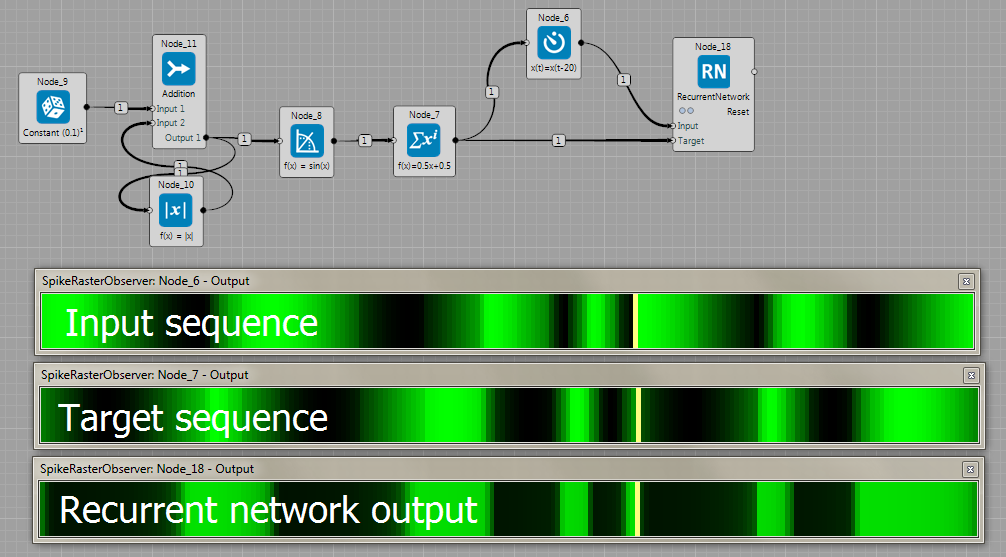 Node_9
Constant (0.1)¹
Node_11
Addition
Input 1
Input 2
Output 1
1
1
1
1
Node_10
|x|
f(x) = |x|
Node_8
f(x) = sin(x)
1
Node_7
∑xⁱ
f(x)=0.5x+0.5
1
1
Node_6
x(t)=x(t-20)
1
Node_18
RN
RecurrentNetwork
Reset
Input
Target
SpikeRasterObserver: Node_6 - Output
Input sequence
SpikeRasterObserver: Node_7 - Output
Target sequence
SpikeRasterObserver: Node_18 - Output
Recurrent network output